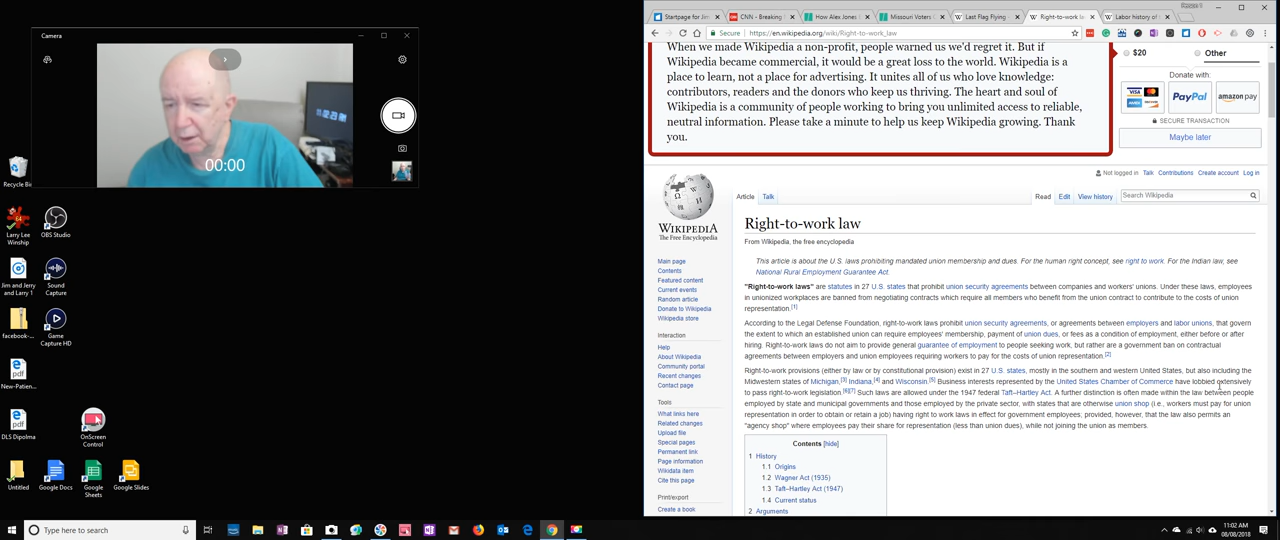 Camera
00:00
Recycle Bin
Larry Lee
Winship
OBS Studio
Jim and Jerry
and Larry 1
Sound
Capture
facebook-...
Game
Capture HD
New-Patien...
DLS Dipolma
OnScreen
Control
Untitled
Google Docs
Google
Sheets
Google Slides
Type here to search
11:02 AM
08/08/2018
Startpage for Jim
CNN - Breaking
How Alex Jones
Missouri Voters
Last Flag Flying -
Right-to-work la
Labor history of
Secure
https://en.wikipedia.org/wiki/Right-to-work_law
When we made Wikipedia a non-profit, people warned us we'd regret it. But if
Wikipedia became commercial, it would be a great loss to the world. Wikipedia is a
place to learn, not a place for advertising. It unites all of us who love knowledge:
contributors, readers and the donors who keep us thriving. The heart and soul of
Wikipedia is a community of people working to bring you unlimited access to reliable,
neutral information. Please take a minute to help us keep Wikipedia growing. Thank
you.
$20
Other
Donate with:
VISA
PayPal
amazon pay
SECURE TRANSACTION
Maybe later
Not logged in Talk Contributions Create account Log in
Article Talk
Read Edit View history
Search Wikipedia
WIKIPEDIA
The Free Encyclopedia
Main page
Contents
Featured content
Current events
Random article
Donate to Wikipedia
Wikipedia store
Interaction
Help
About Wikipedia
Community portal
Recent changes
Contact page
Tools
What links here
Related changes
Upload file
Special pages
Permanent link
Page information
Wikidata item
Cite this page
Print/export
Create a book
Right-to-work law
From Wikipedia, the free encyclopedia
This article is about the U.S. laws prohibiting mandated union membership and dues. For the human right concept, see right to work. For the Indian law, see
National Rural Employment Guarantee Act.
"Right-to-work laws" are statutes in 27 U.S. states that prohibit union security agreements between companies and workers' unions. Under these laws, employees
in unionized workplaces are banned from negotiating contracts which require all members who benefit from the union contract to contribute to the costs of union
representation.[1]
According to the Legal Defense Foundation, right-to-work laws prohibit union security agreements, or agreements between employers and labor unions, that govern
the extent to which an established union can require employees' membership, payment of union dues, or fees as a condition of employment, either before or after
hiring. Right-to-work laws do not aim to provide general guarantee of employment to people seeking work, but rather are a government ban on contractual
agreements between employers and union employees requiring workers to pay for the costs of union representation.[2]
Right-to-work provisions (either by law or by constitutional provision) exist in 27 U.S. states, mostly in the southern and western United States, but also including the
Midwestern states of Michigan,[3] Indiana,[4] and Wisconsin.[5] Business interests represented by the United States Chamber of Commerce have lobbied extensively
to pass right-to-work legislation.[6][7] Such laws are allowed under the 1947 federal Taft–Hartley Act. A further distinction is often made within the law between people
employed by state and municipal governments and those employed by the private sector, with states that are otherwise union shop (i.e., workers must pay for union
representation in order to obtain or retain a job) having right to work laws in effect for government employees; provided, however, that the law also permits an
"agency shop" where employees pay their share for representation (less than union dues), while not joining the union as members.
Contents [hide]
1 History
1.1 Origins
1.2 Wagner Act (1935)
1.3 Taft–Hartley Act (1947)
1.4 Current status
2 Arguments